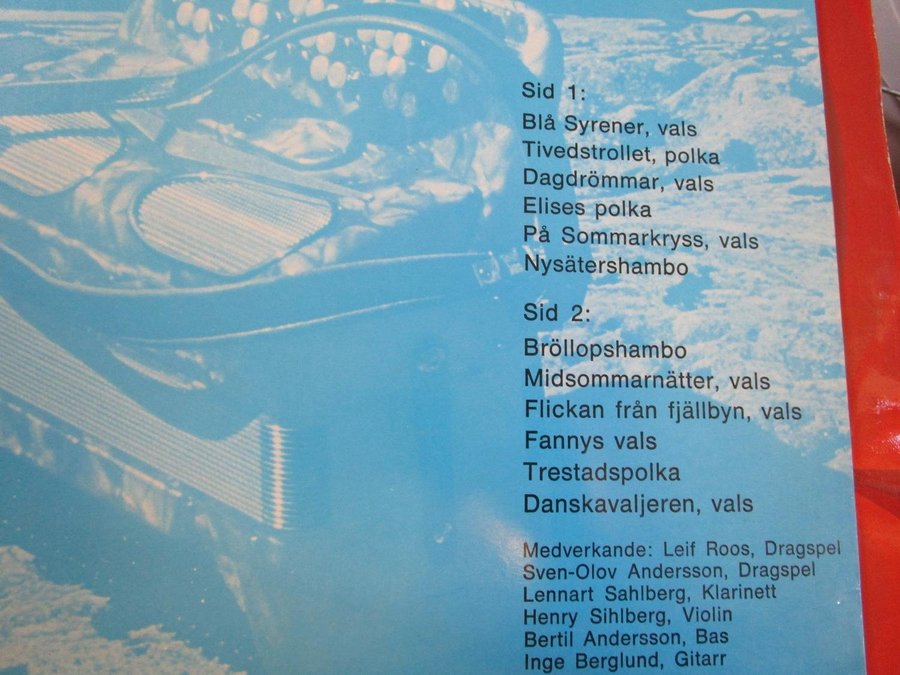 Sid 1:
Blå Syrener, vals
Tivedstrollet, polka
Dagdrömmar, vals
Elises polka
På Sommarkryss, vals
Nysätershambo
Sid 2:
Bröllopshambo
Midsommarnätter, vals
Flickan från fjällbyn, vals
Fannys vals
Trestadspolka
Danskavaljeren, vals
Medverkande: Leif Roos, Dragspel
Sven-Olov Andersson, Dragspel
Lennart Sahlberg, Klarinett
Henry Sihlberg, Violin
Bertil Andersson, Bas
Inge Berglund, Gitarr